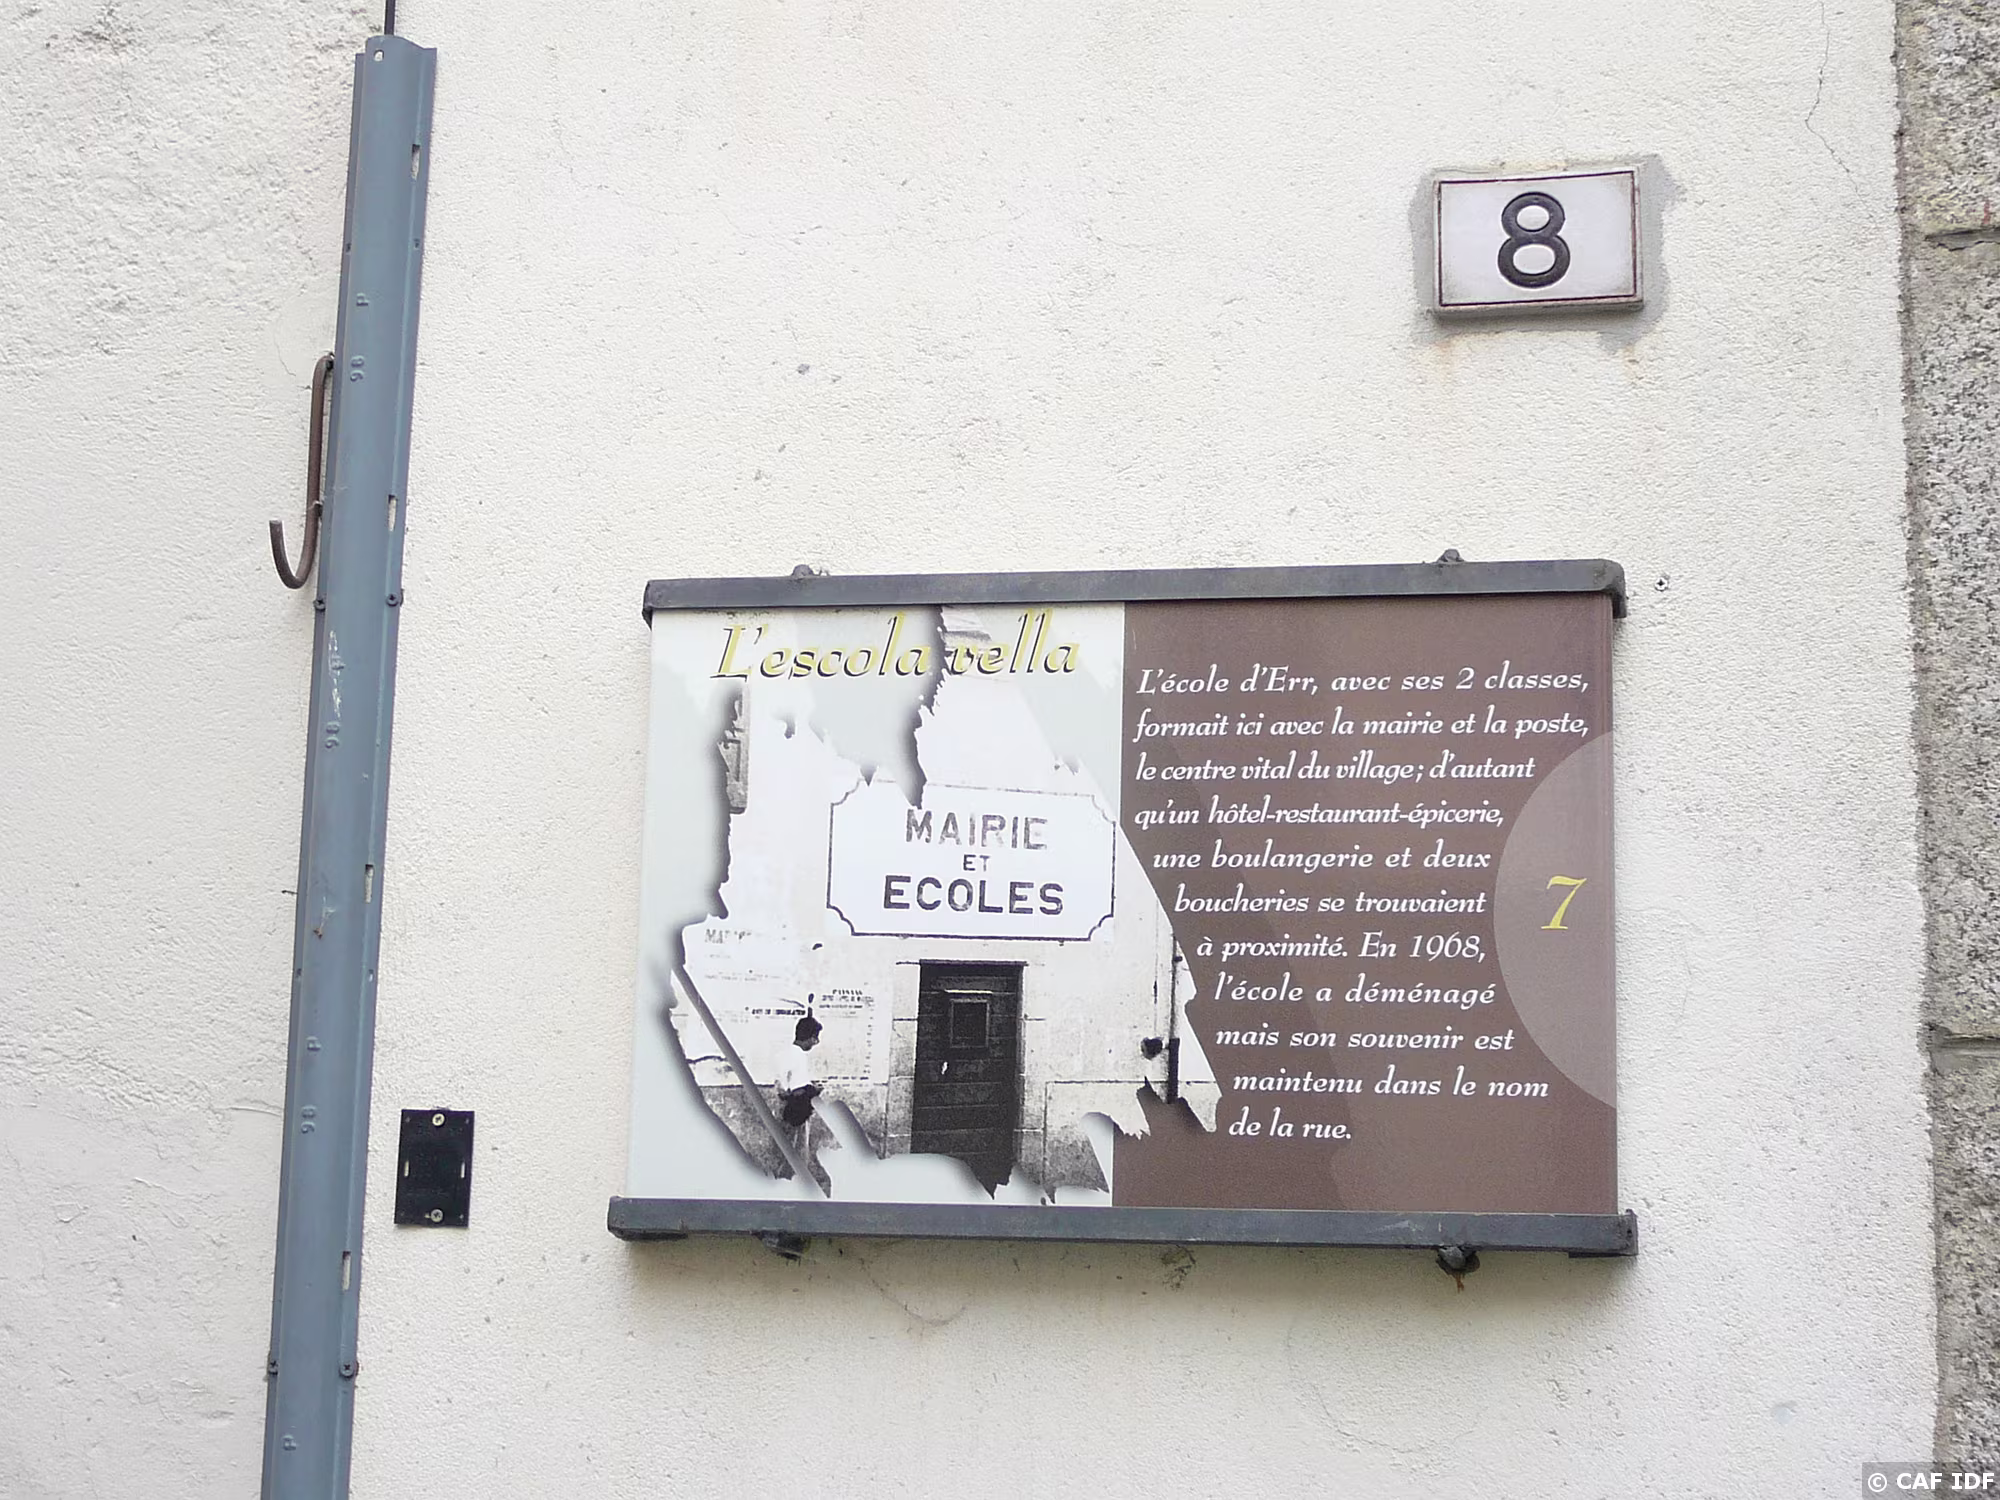 8
L'escola vella
MAIRIE
ET
ECOLES
L'école d'Err, avec ses 2 classes,
formait ici avec la mairie et la poste,
le centre vital du village; d'autant
qu'un hôtel-restaurant-épicerie,
une boulangerie et deux
boucheries se trouvaient
à proximité. En 1968,
l'école a déménagé
mais son souvenir est
maintenu dans le nom
de la rue.
7
P
96
96
P
96
P
© CAF IDF